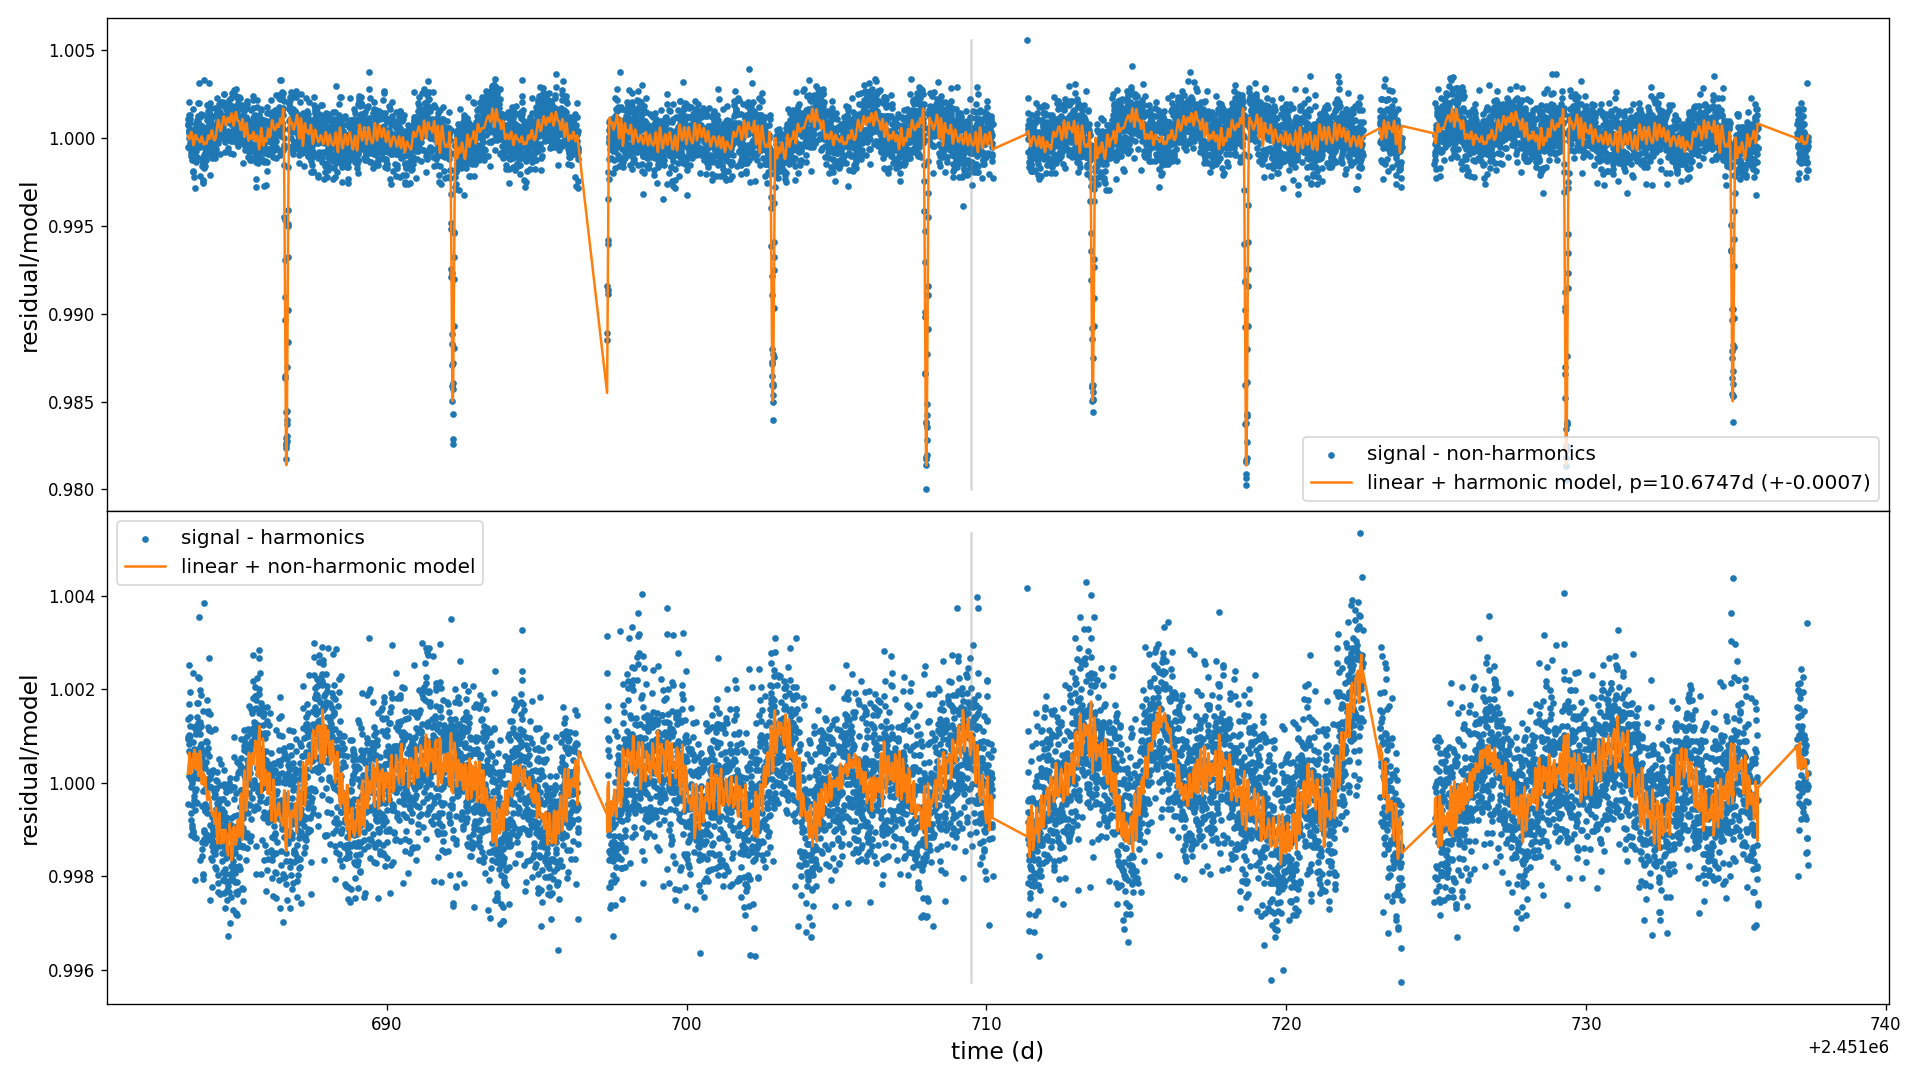 1.005
1.000
0.995
0.990
0.985
0.980
residual/model
signal - non-harmonics
linear + harmonic model, p=10.6747d (+-0.0007)
signal - harmonics
linear + non-harmonic model
1.004
1.002
1.000
0.998
0.996
residual/model
690
700
710
720
730
740
time (d)
+2.451e6